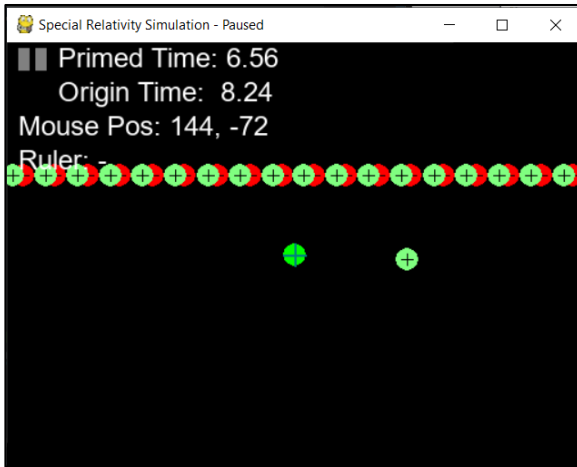 Special Relativity Simulation - Paused
Primed Time: 6.56
Origin Time: 8.24
Mouse Pos: 144, -72
Ruler: -